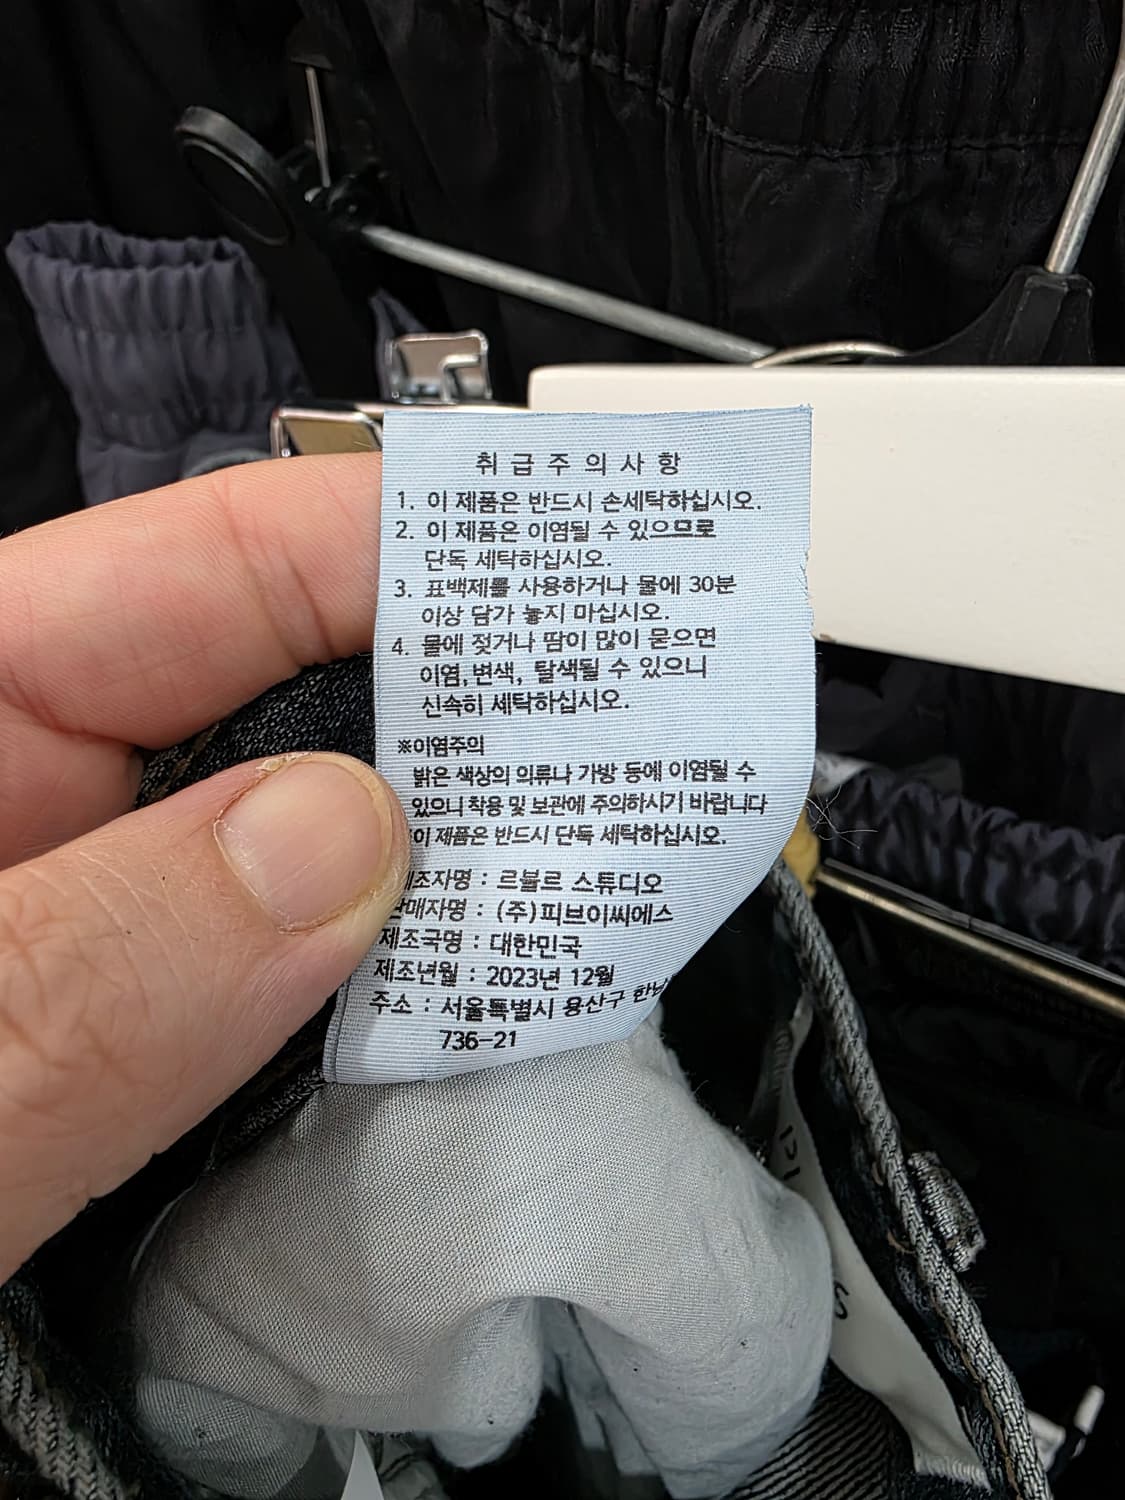 취급주의사항
1. 이 제품은 반드시 손세탁하십시오.
2. 이 제품은 이염될 수 있으므로
단독 세탁하십시오.
3. 표백제를 사용하거나 물에 30분
이상 담가 놓지 마십시오.
4. 물에 젖거나 땀이 많이 묻으면
이염,변색, 탈색될 수 있으니
신속히 세탁하십시오.
※이염주의
밝은 색상의 의류나 가방 등에 이염될 수
있으니 착용 및 보관에 주의하시기 바랍니다
이 제품은 반드시 단독 세탁하십시오.
제조자명 : 르블르 스튜디오
판매자명 : (주)피브이씨에스
제조국명 : 대한민국
제조년월 : 2023년 12월
주소 : 서울특별시 용산구
736-21